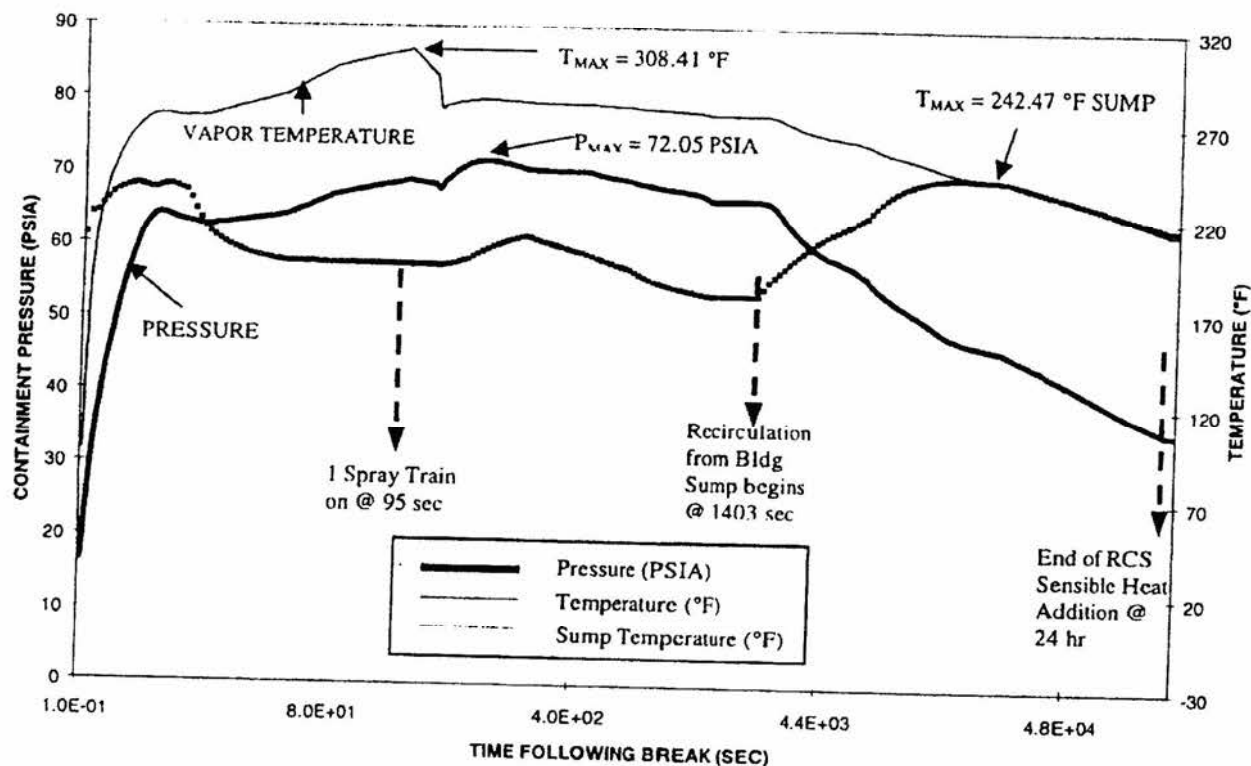 90
80
70
60
50
40
30
20
10
0
CONTAINMENT PRESSURE (PSIA)
T_MAX = 308.41 °F
VAPOR TEMPERATURE
P_MAX = 72.05 PSIA
T_MAX = 242.47 °F SUMP
PRESSURE
1 Spray Train
on @ 95 sec
Recirculation
from Bldg
Sump begins
@ 1403 sec
End of RCS
Sensible Heat
Addition @
24 hr
Pressure (PSIA)
Temperature (°F)
Sump Temperature (°F)
320
270
220
170
120
70
20
-30
TEMPERATURE (°F)
1.0E-01
8.0E+01
4.0E+02
4.4E+03
4.8E+04
TIME FOLLOWING BREAK (SEC)